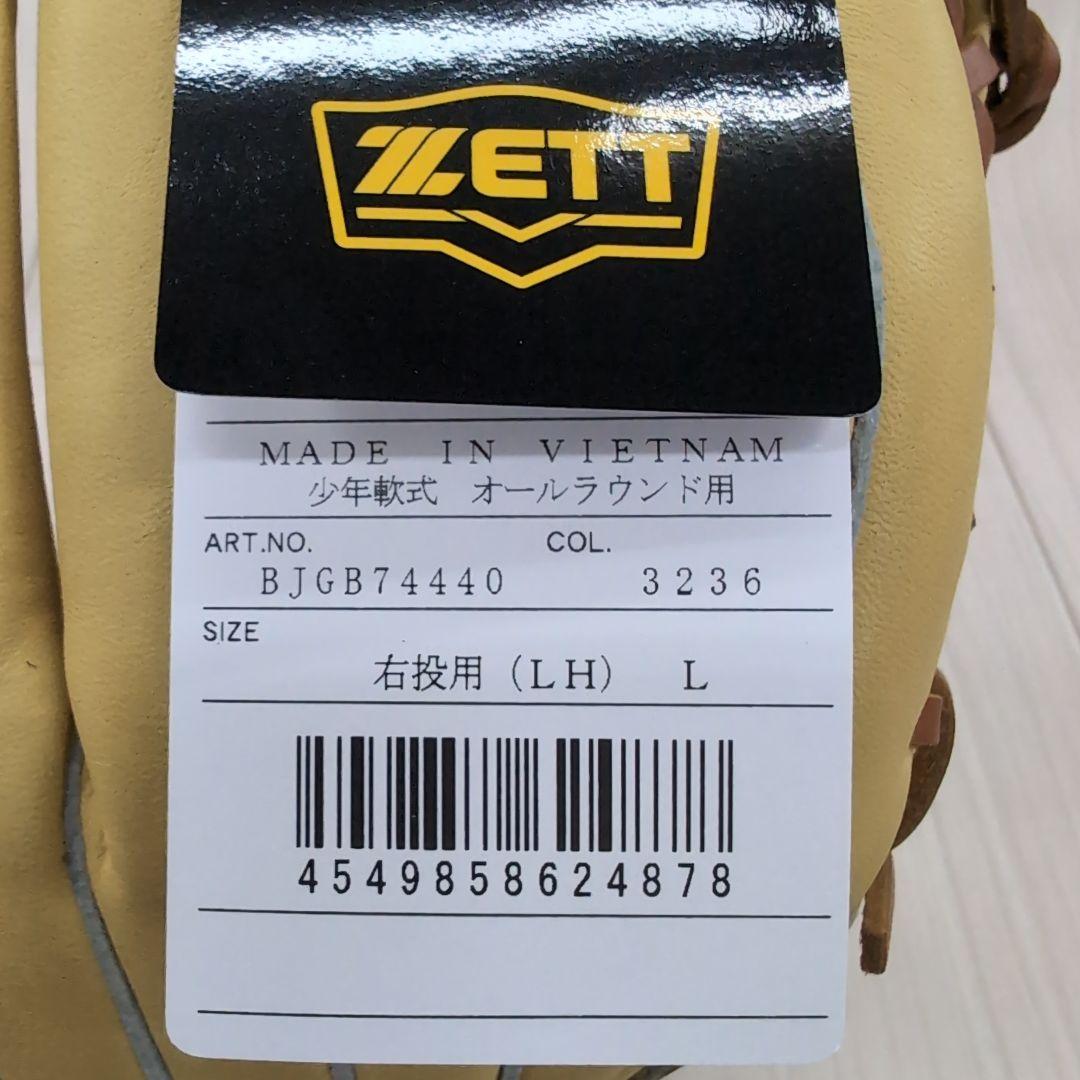 ZETT
MADE IN VIETNAM
少年軟式 オールラウンド用
ART.NO. COL.
BJGB74440 3236
SIZE
右投用(LH) L
4549858624878